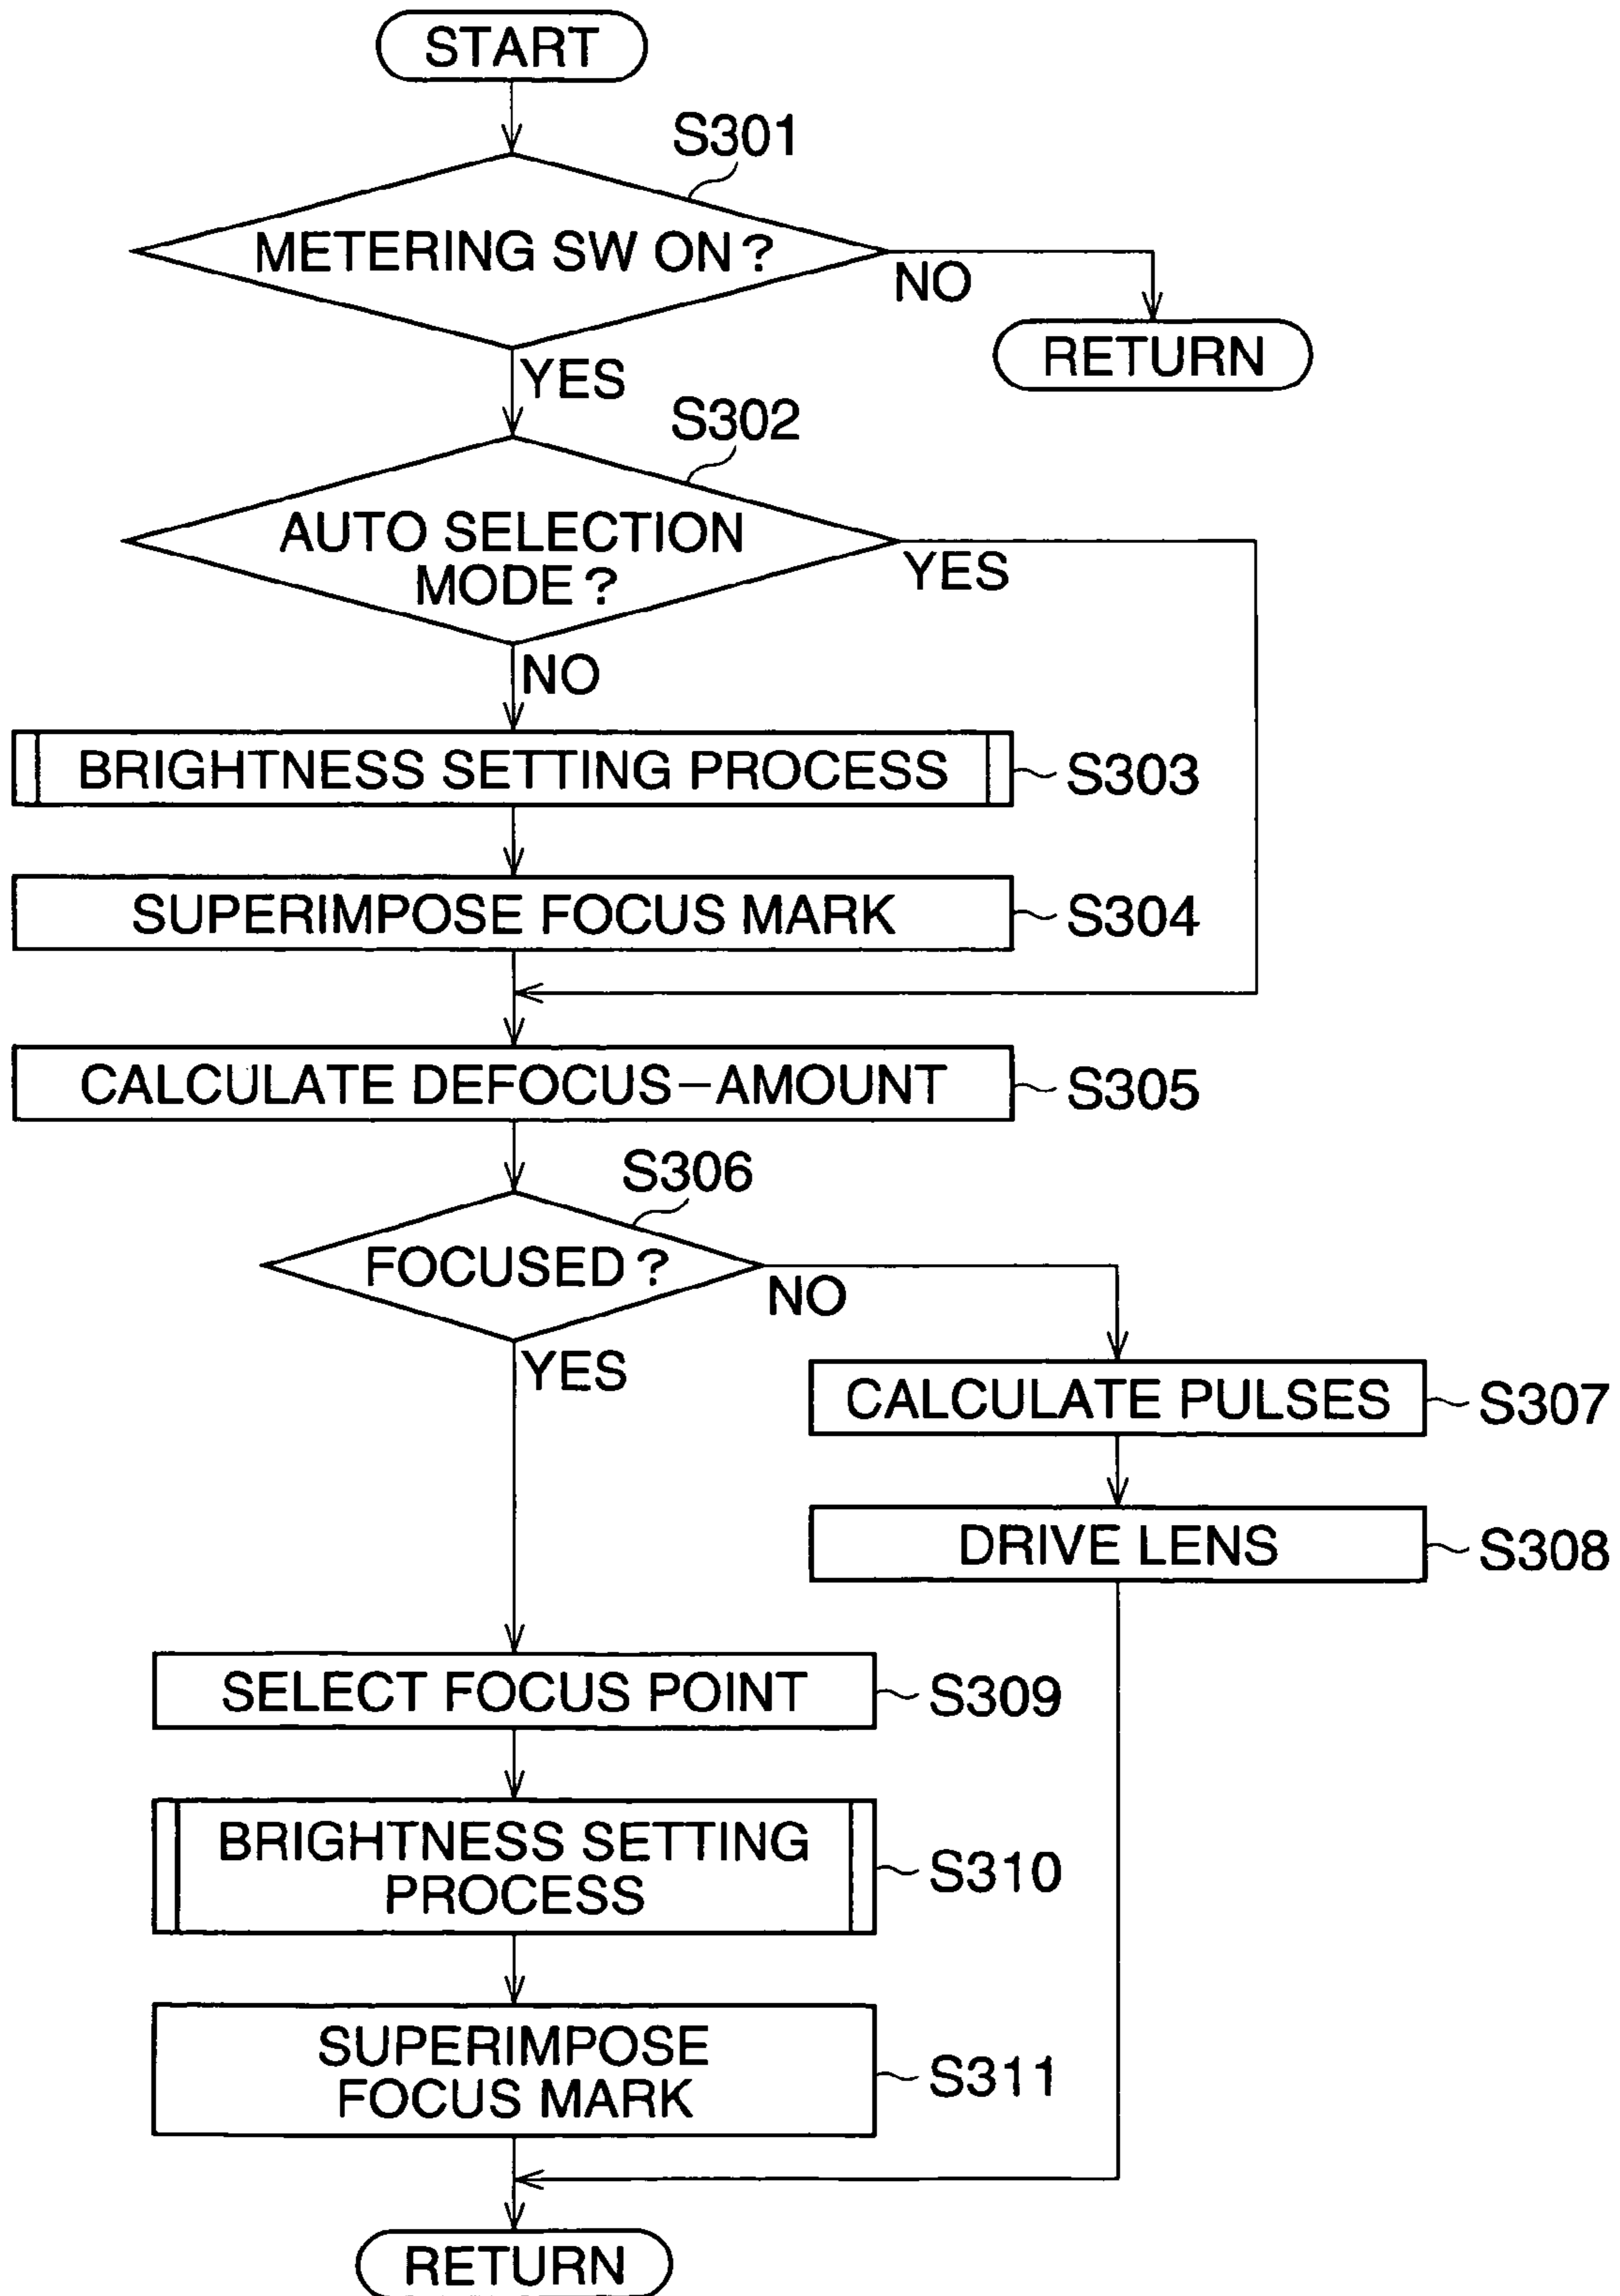 START
S301
METERING SW ON?
NO
RETURN
YES
S302
AUTO SELECTION
MODE?
YES
NO
BRIGHTNESS SETTING PROCESS
S303
SUPERIMPOSE FOCUS MARK
S304
CALCULATE DEFOCUS-AMOUNT
S305
S306
FOCUSED?
NO
YES
CALCULATE PULSES
S307
DRIVE LENS
S308
SELECT FOCUS POINT
S309
BRIGHTNESS SETTING
PROCESS
S310
SUPERIMPOSE
FOCUS MARK
S311
RETURN